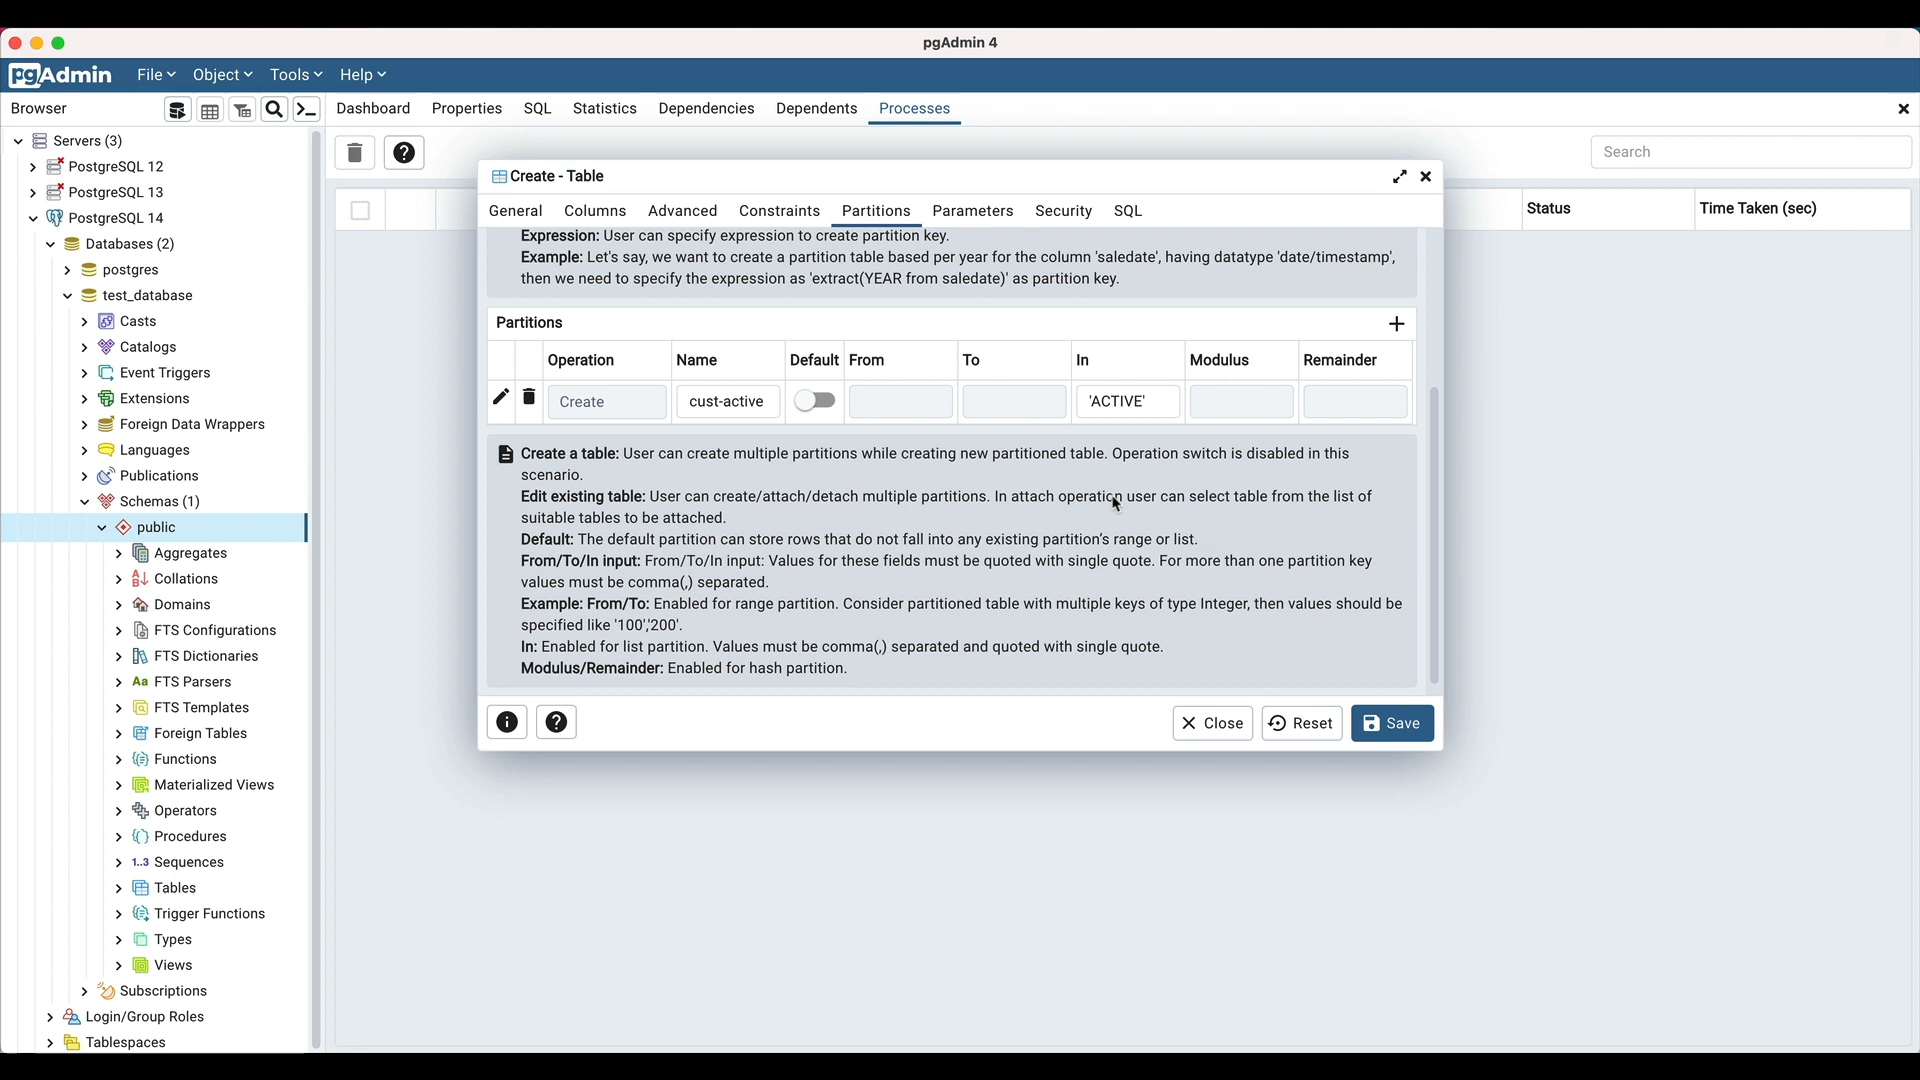 pgAdmin 4
pgAdmin File Object Tools Help
Browser
Dashboard Properties SQL Statistics Dependencies Dependents Processes
Search
Servers (3)
PostgreSQL 12
PostgreSQL 13
PostgreSQL 14
Databases (2)
postgres
test_database
Casts
Catalogs
Event Triggers
Extensions
Foreign Data Wrappers
Languages
Publications
Schemas (1)
public
Aggregates
Collations
Domains
FTS Configurations
FTS Dictionaries
Aa FTS Parsers
FTS Templates
Foreign Tables
Functions
Materialized Views
Operators
Procedures
1..3 Sequences
Tables
Trigger Functions
Types
Views
Subscriptions
Login/Group Roles
Tablespaces
Status Time Taken (sec)
Create - Table
General Columns Advanced Constraints Partitions Parameters Security SQL
Expression: User can specify expression to create partition key.
Example: Let's say, we want to create a partition table based per year for the column 'saledate', having datatype 'date/timestamp',
then we need to specify the expression as 'extract(YEAR from saledate)' as partition key.
Partitions
Operation Name Default From To In Modulus Remainder
Create cust-active 'ACTIVE'
Create a table: User can create multiple partitions while creating new partitioned table. Operation switch is disabled in this
scenario.
Edit existing table: User can create/attach/detach multiple partitions. In attach operation user can select table from the list of
suitable tables to be attached.
Default: The default partition can store rows that do not fall into any existing partition's range or list.
From/To/In input: From/To/In input: Values for these fields must be quoted with single quote. For more than one partition key
values must be comma(,) separated.
Example: From/To: Enabled for range partition. Consider partitioned table with multiple keys of type Integer, then values should be
specified like '100','200'.
In: Enabled for list partition. Values must be comma(,) separated and quoted with single quote.
Modulus/Remainder: Enabled for hash partition.
Close Reset Save